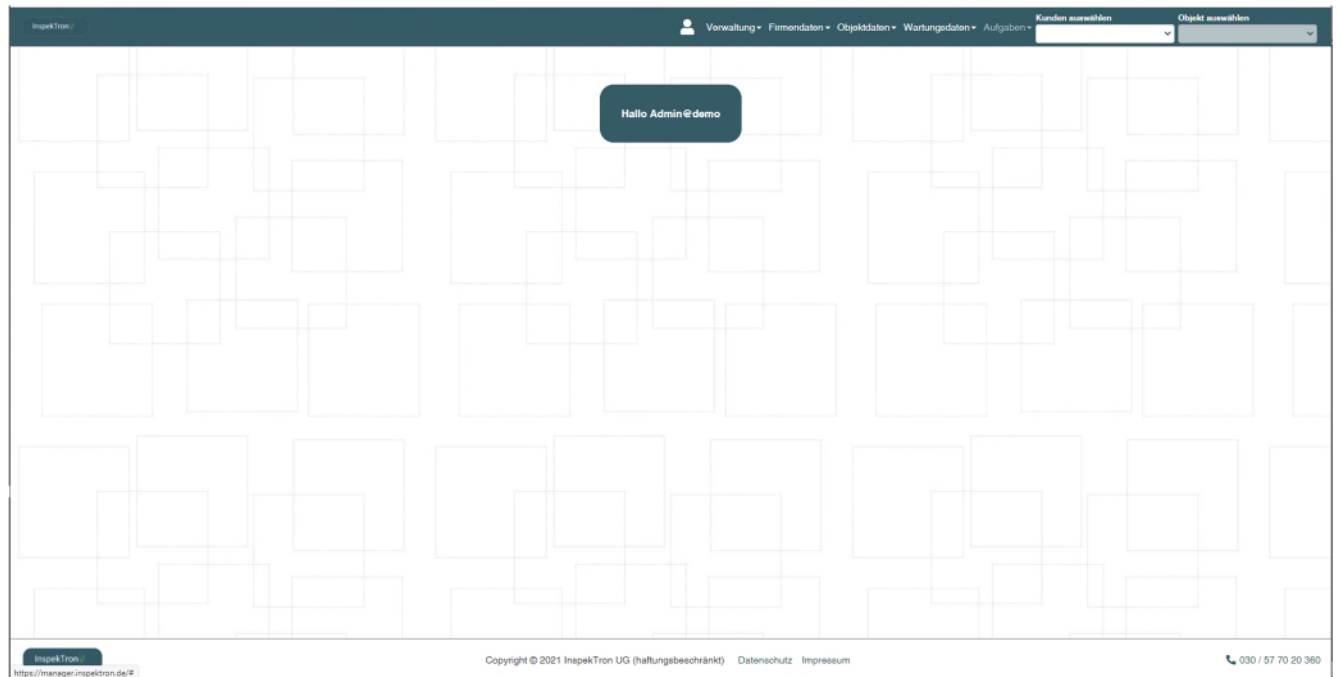 InspekTron//
Verwaltung Firmendaten Objektdaten Wartungsdaten Aufgaben
Kunden auswählen
Objekt auswählen
Hallo Admin@demo
InspekTron//
Copyright © 2021 InspekTron UG (haftungsbeschränkt) Datenschutz Impressum
030 / 57 70 20 360
https://manager.inspektron.de/#